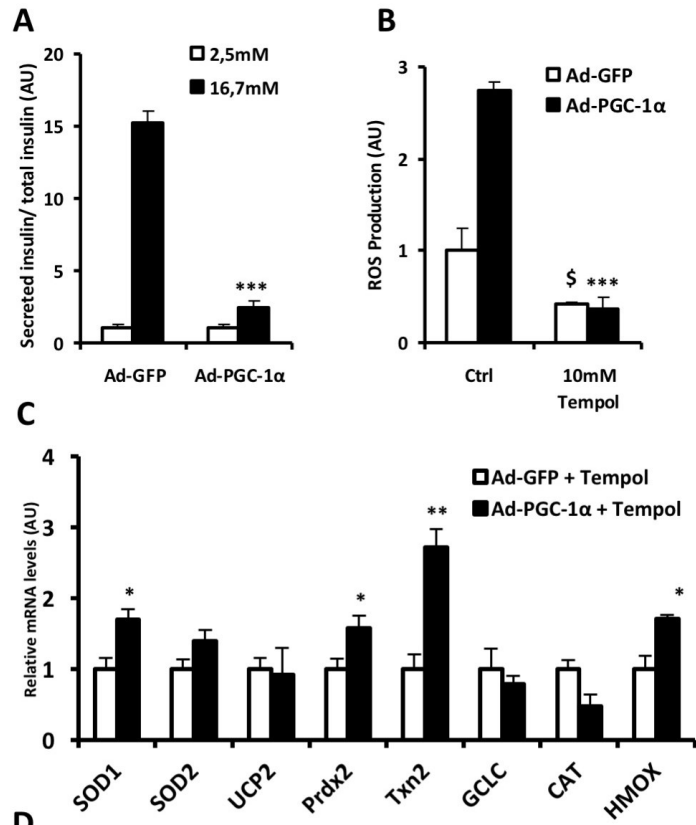 A
Secreted insulin/ total insulin (AU)
2,5mM
16,7mM
20
15
10
5
0
***
Ad-GFP
Ad-PGC-1α
B
ROS Production (AU)
Ad-GFP
Ad-PGC-1α
3
2
1
0
$
***
Ctrl
10mM
Tempol
C
Relative mRNA levels (AU)
Ad-GFP + Tempol
Ad-PGC-1α + Tempol
4
3
2
1
0
*
*
**
*
SOD1
SOD2
UCP2
Prdx2
Txn2
GCLC
CAT
HMOX
D